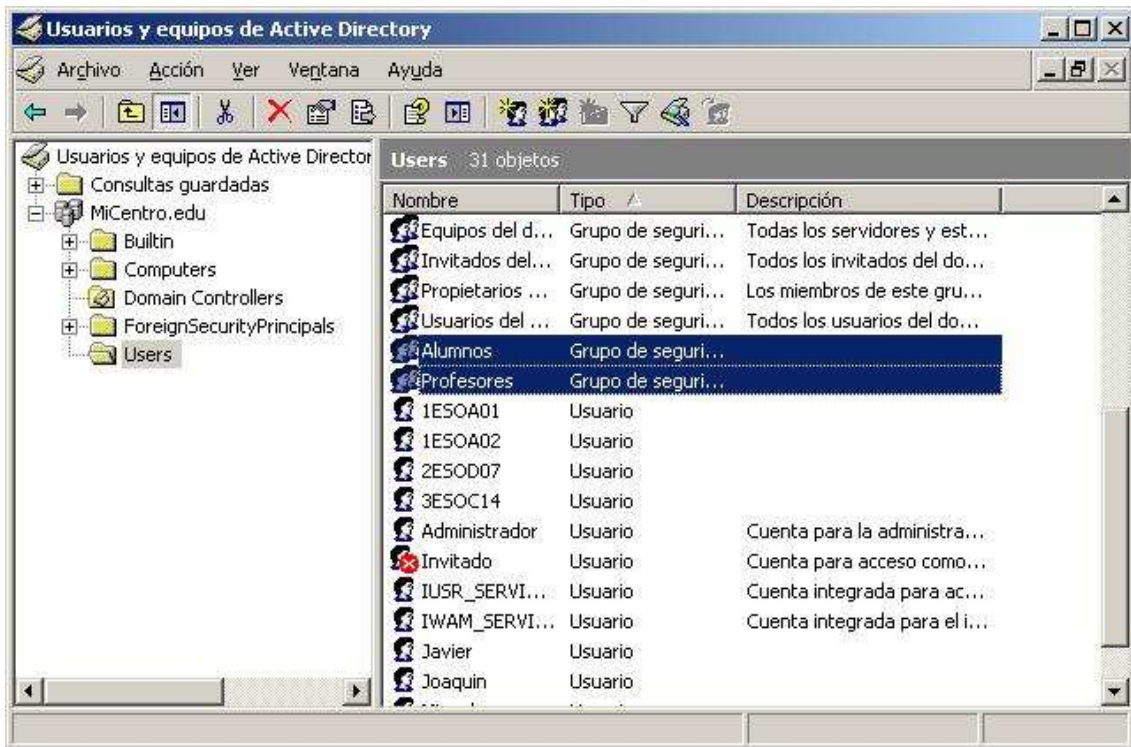 Usuarios y equipos de Active Directory
Archivo Acción Ver Ventana Ayuda
Usuarios y equipos de Active Director
Consultas guardadas
MiCentro.edu
Builtin
Computers
Domain Controllers
ForeignSecurityPrincipals
Users
Users 31 objetos
Nombre Tipo Descripción
Equipos del d... Grupo de seguri... Todas los servidores y est...
Invitados del... Grupo de seguri... Todos los invitados del do...
Propietarios ... Grupo de seguri... Los miembros de este gru...
Usuarios del ... Grupo de seguri... Todos los usuarios del do...
Alumnos Grupo de seguri...
Profesores Grupo de seguri...
1ESOA01 Usuario
1ESOA02 Usuario
2ESOD07 Usuario
3ESOC14 Usuario
Administrador Usuario Cuenta para la administra...
Invitado Usuario Cuenta para acceso como...
IUSR_SERVI... Usuario Cuenta integrada para ac...
IWAM_SERVI... Usuario Cuenta integrada para el i...
Javier Usuario
Joaquin Usuario